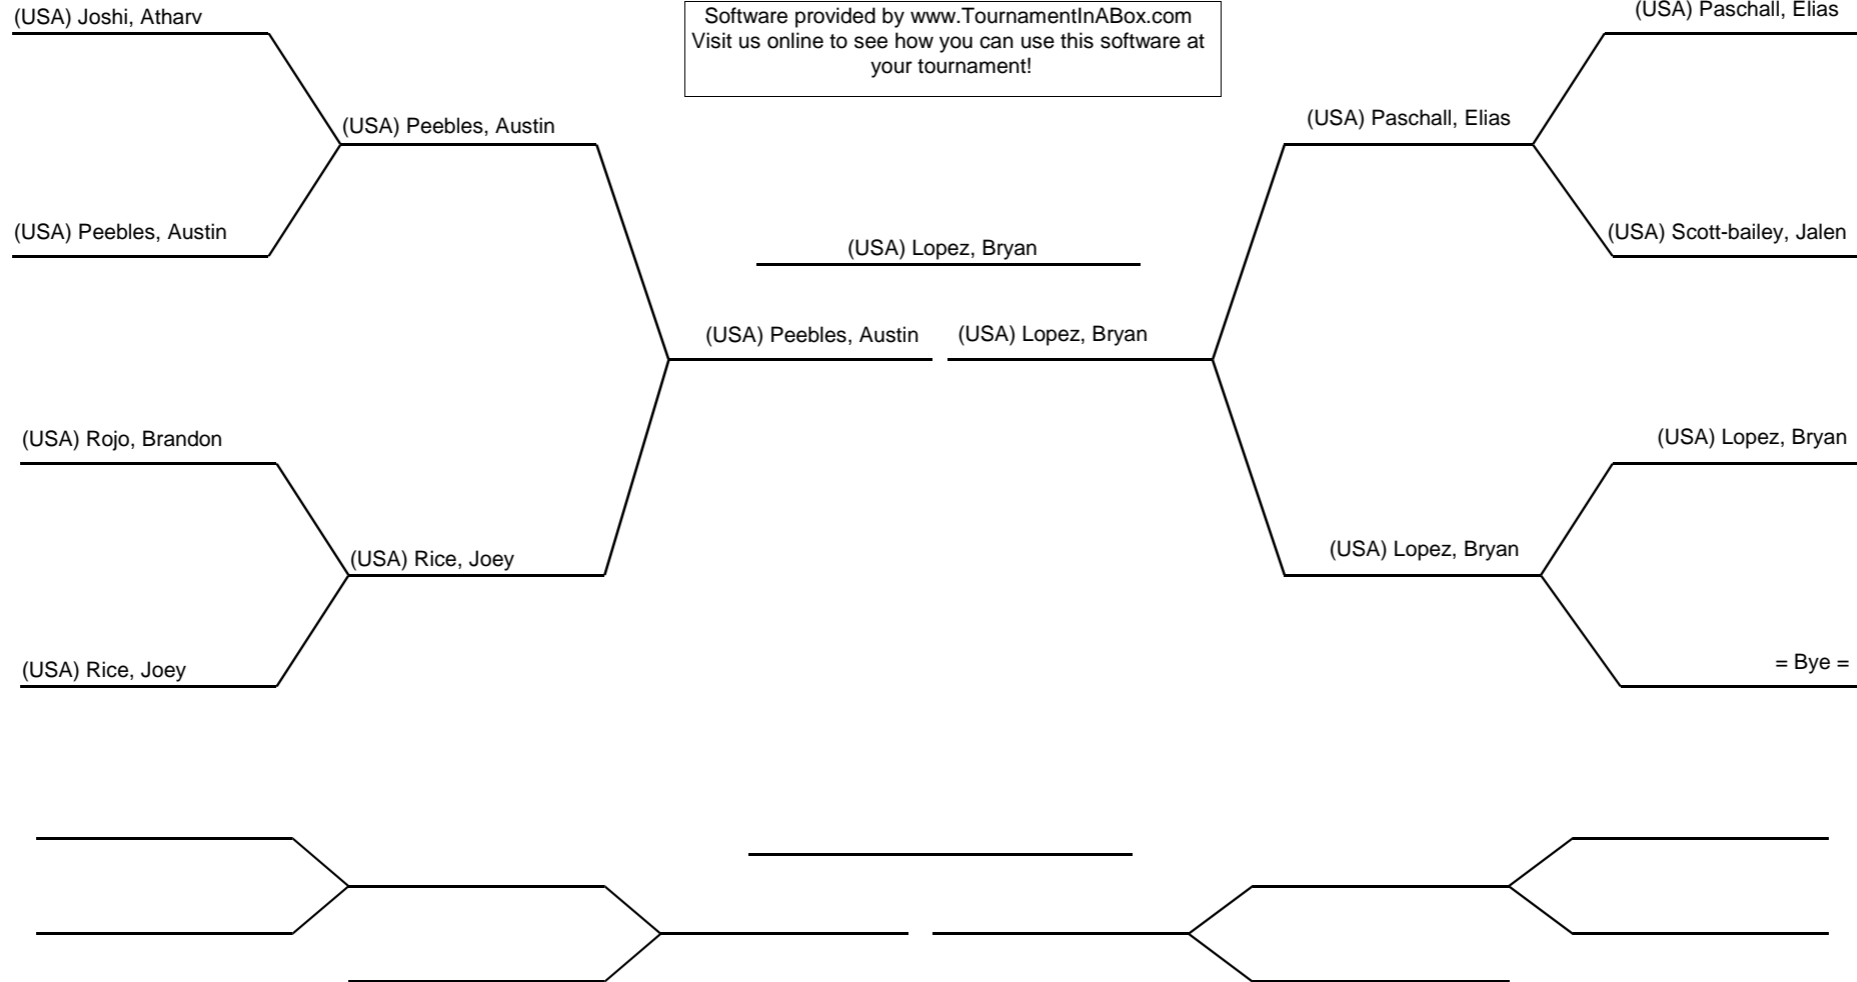 (USA) Joshi, Atharv
Software provided by www.TournamentInABox.com
Visit us online to see how you can use this software at
your tournament!
(USA) Paschall, Elias
(USA) Peebles, Austin
(USA) Paschall, Elias
(USA) Peebles, Austin
(USA) Lopez, Bryan
(USA) Scott-bailey, Jalen
(USA) Peebles, Austin
(USA) Lopez, Bryan
(USA) Rojo, Brandon
(USA) Lopez, Bryan
(USA) Rice, Joey
(USA) Lopez, Bryan
(USA) Rice, Joey
= Bye =